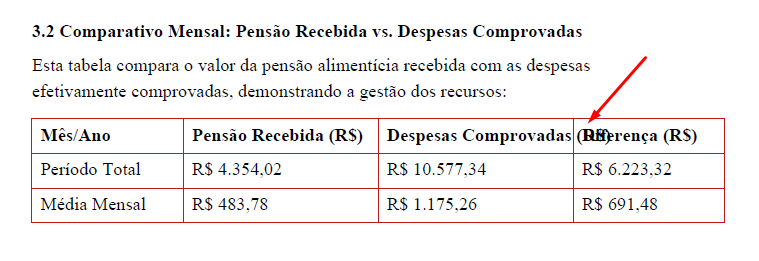 3.2 Comparativo Mensal: Pensão Recebida vs. Despesas Comprovadas
Esta tabela compara o valor da pensão alimentícia recebida com as despesas
efetivamente comprovadas, demonstrando a gestão dos recursos:
Mês/Ano Pensão Recebida (R$) Despesas Comprovadas (R$) Diferença (R$)
Período Total R$ 4.354,02 R$ 10.577,34 R$ 6.223,32
Média Mensal R$ 483,78 R$ 1.175,26 R$ 691,48